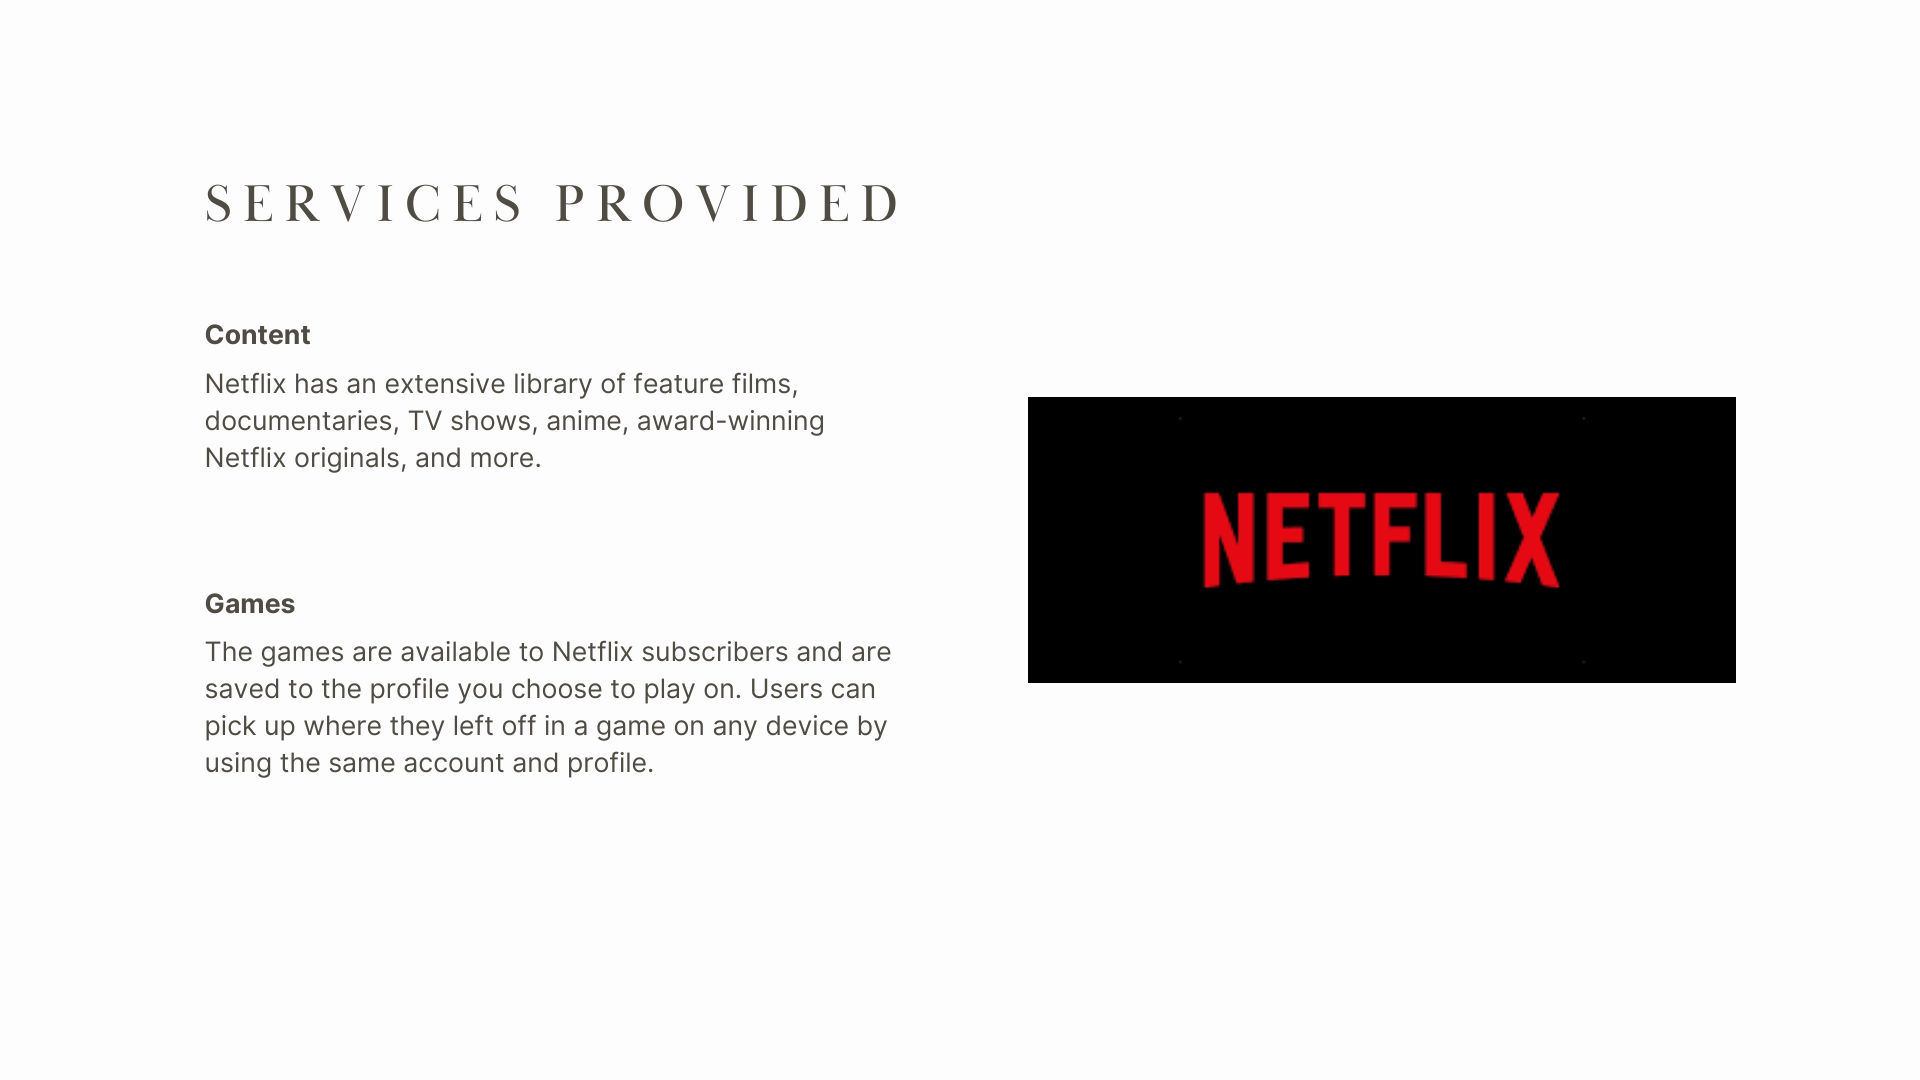 SERVICES PROVIDED
Content
Netflix has an extensive library of feature films,
documentaries, TV shows, anime, award-winning
Netflix originals, and more.
Games
The games are available to Netflix subscribers and are
saved to the profile you choose to play on. Users can
pick up where they left off in a game on any device by
using the same account and profile.
NETFLIX